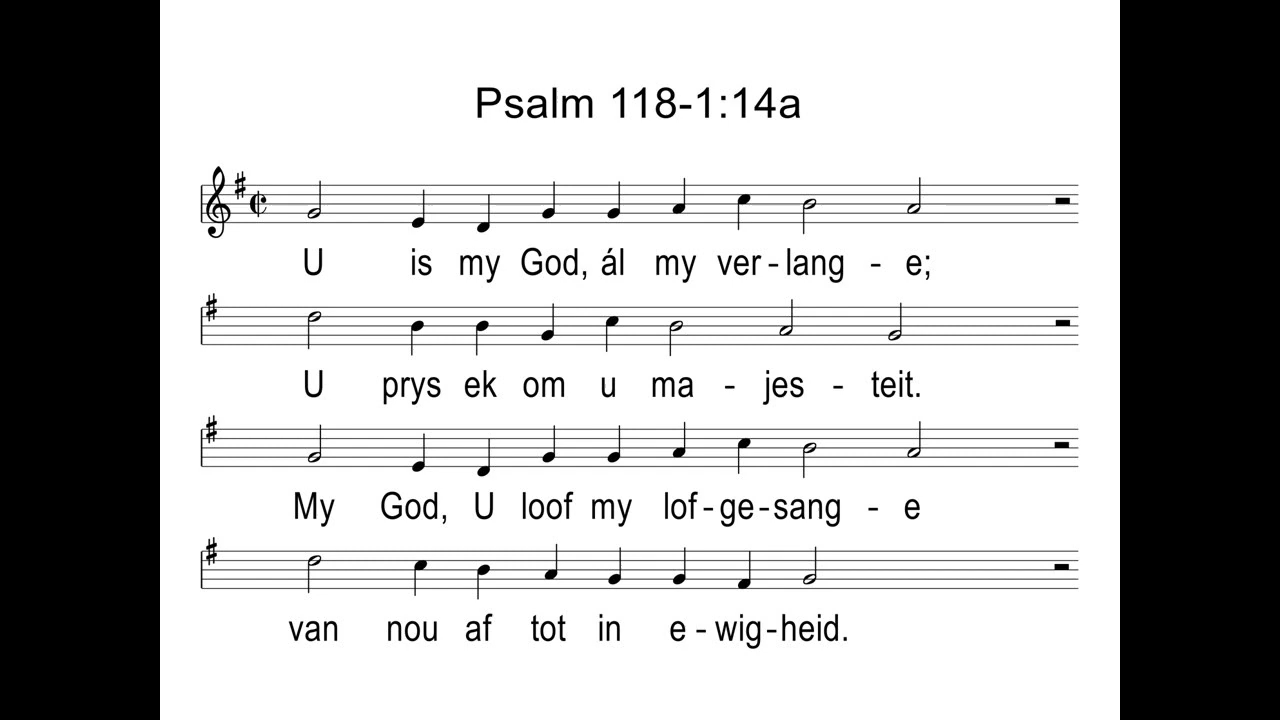 Psalm 118-1:14a
U is my God, ál my ver-lang - e;
U prys ek om u ma - jes - teit.
My God, U loof my lof-ge-sang - e
van nou af tot in e-wig-heid.